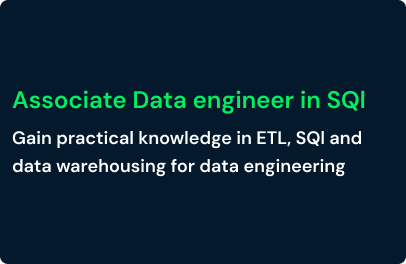 Associate Data engineer in SQl
Gain practical knowledge in ETL, SQl and
data warehousing for data engineering